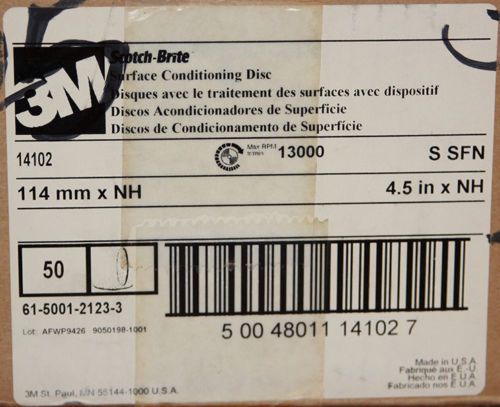 3M
Scotch-Brite
Surface Conditioning Disc
Disques avec le traitement des surfaces avec dispositif
Discos Acondicionadores de Superficie
Discos de Condicionamento de Superfície
14102
Max RPM
13000
S SFN
114 mm x NH
4.5 in x NH
50
61-5001-2123-3
Lot: AFWP9426 9050198-1001
5 00 48011 14102 7
Made in U.S.A.
Fabriqué aux E.-U.
Hecho en E.U.A.
Fabricado nos E.U.A.
3M St. Paul, MN 55144-1000 U.S.A.